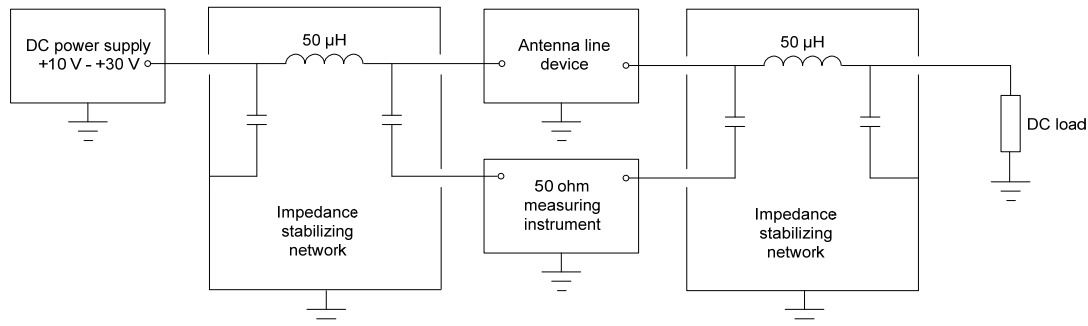 DC power supply
+10 V - +30 V
50 µH
Impedance
stabilizing
network
Antenna line
device
50 ohm
measuring
instrument
50 µH
Impedance
stabilizing
network
DC load